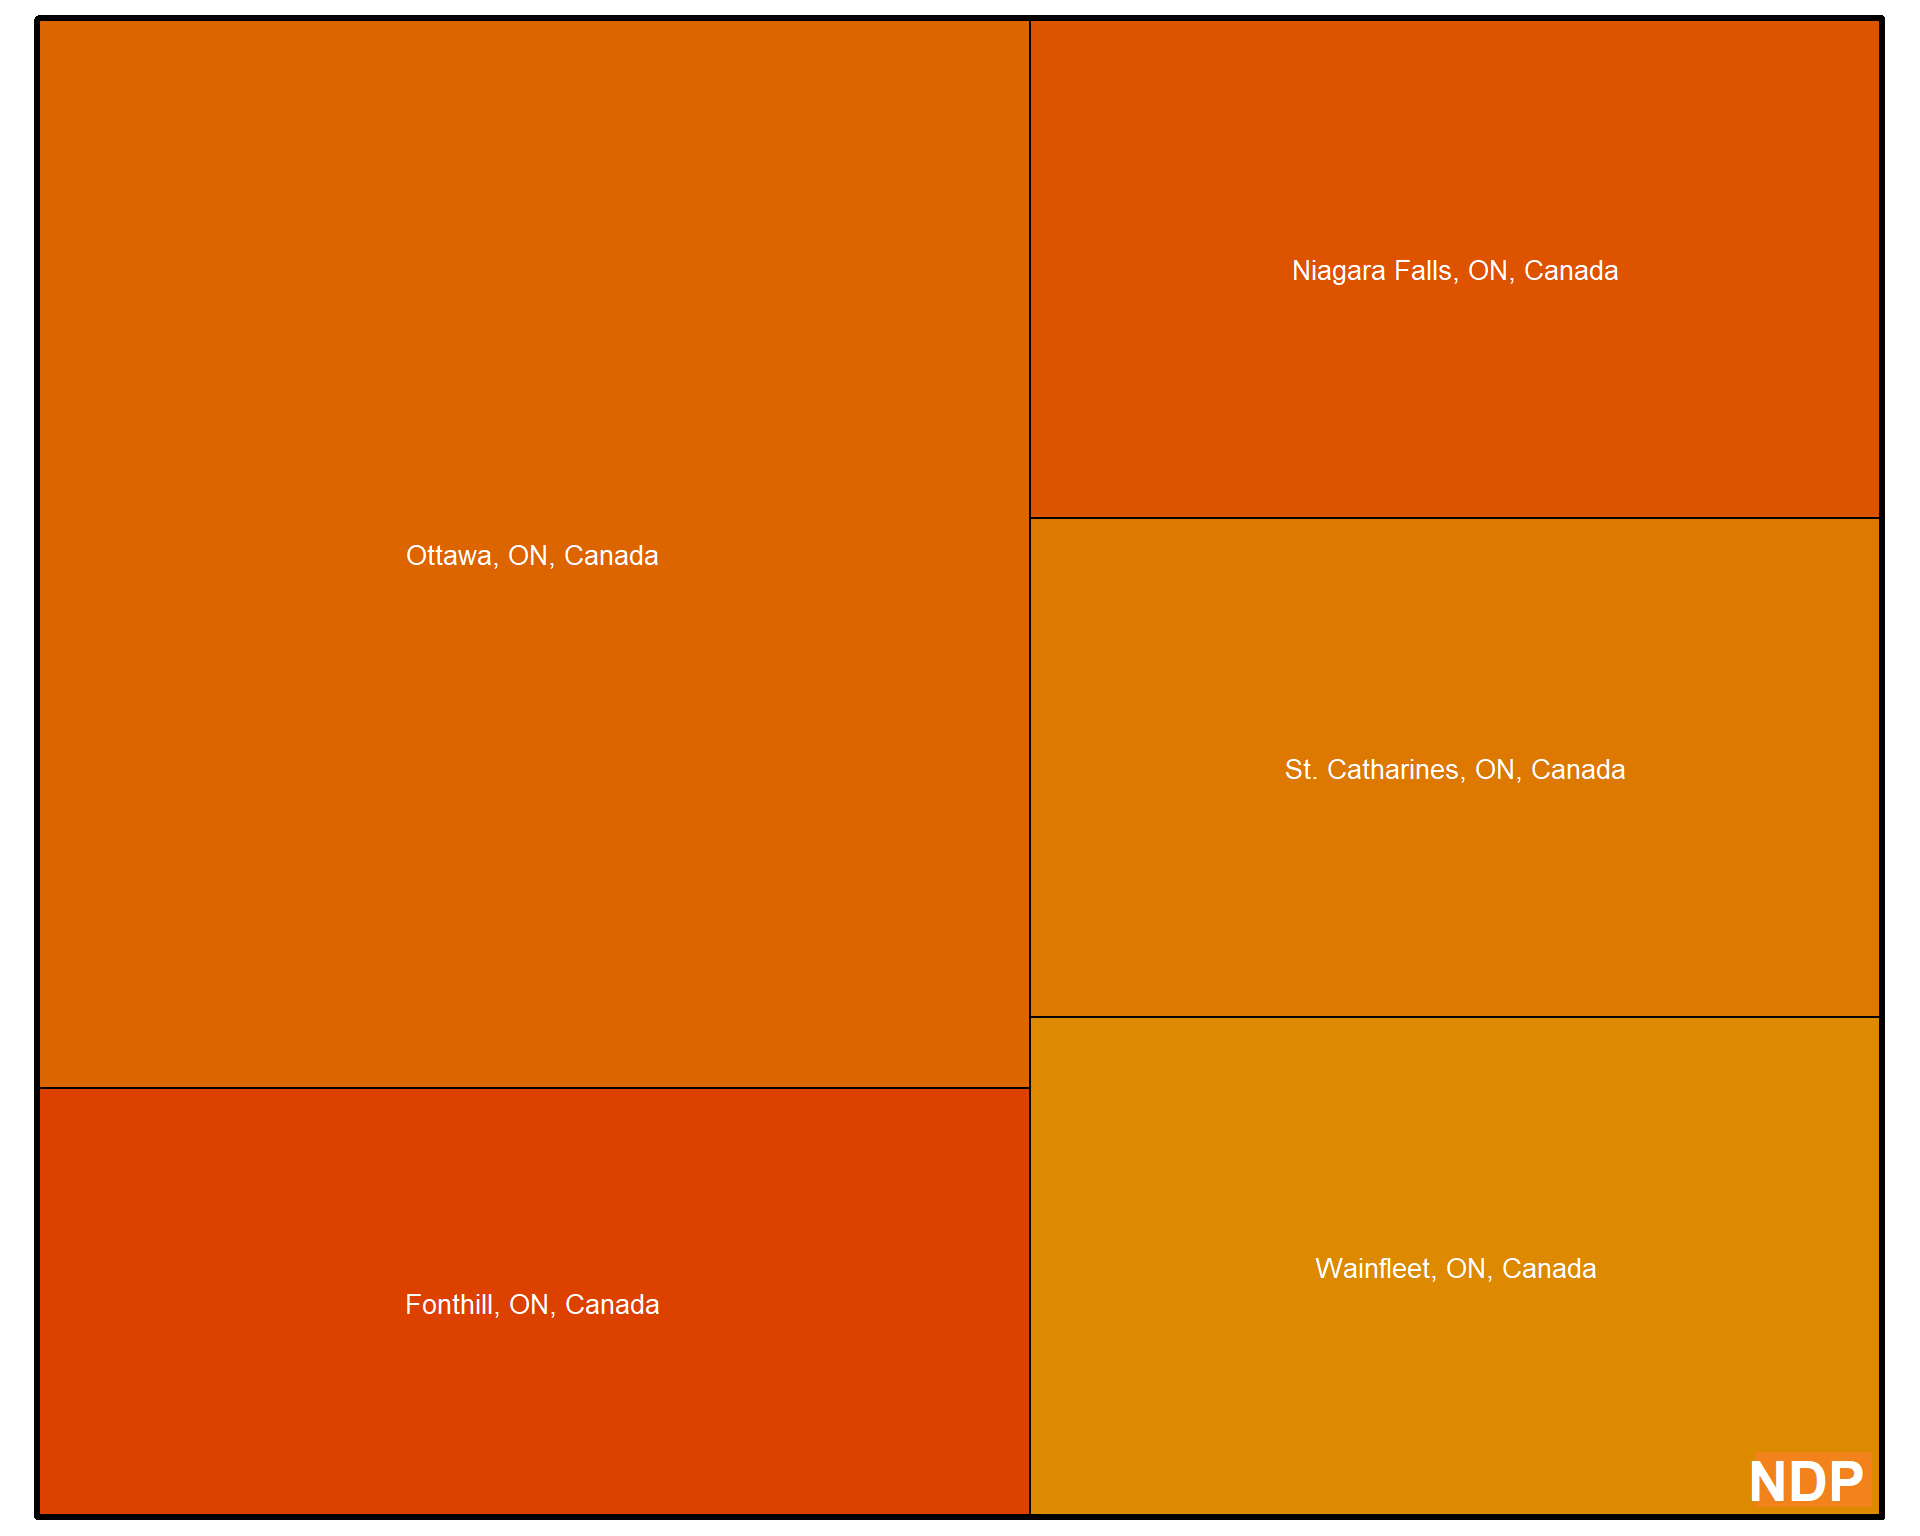 Ottawa, ON, Canada
Fonthill, ON, Canada
Niagara Falls, ON, Canada
St. Catharines, ON, Canada
Wainfleet, ON, Canada
NDP